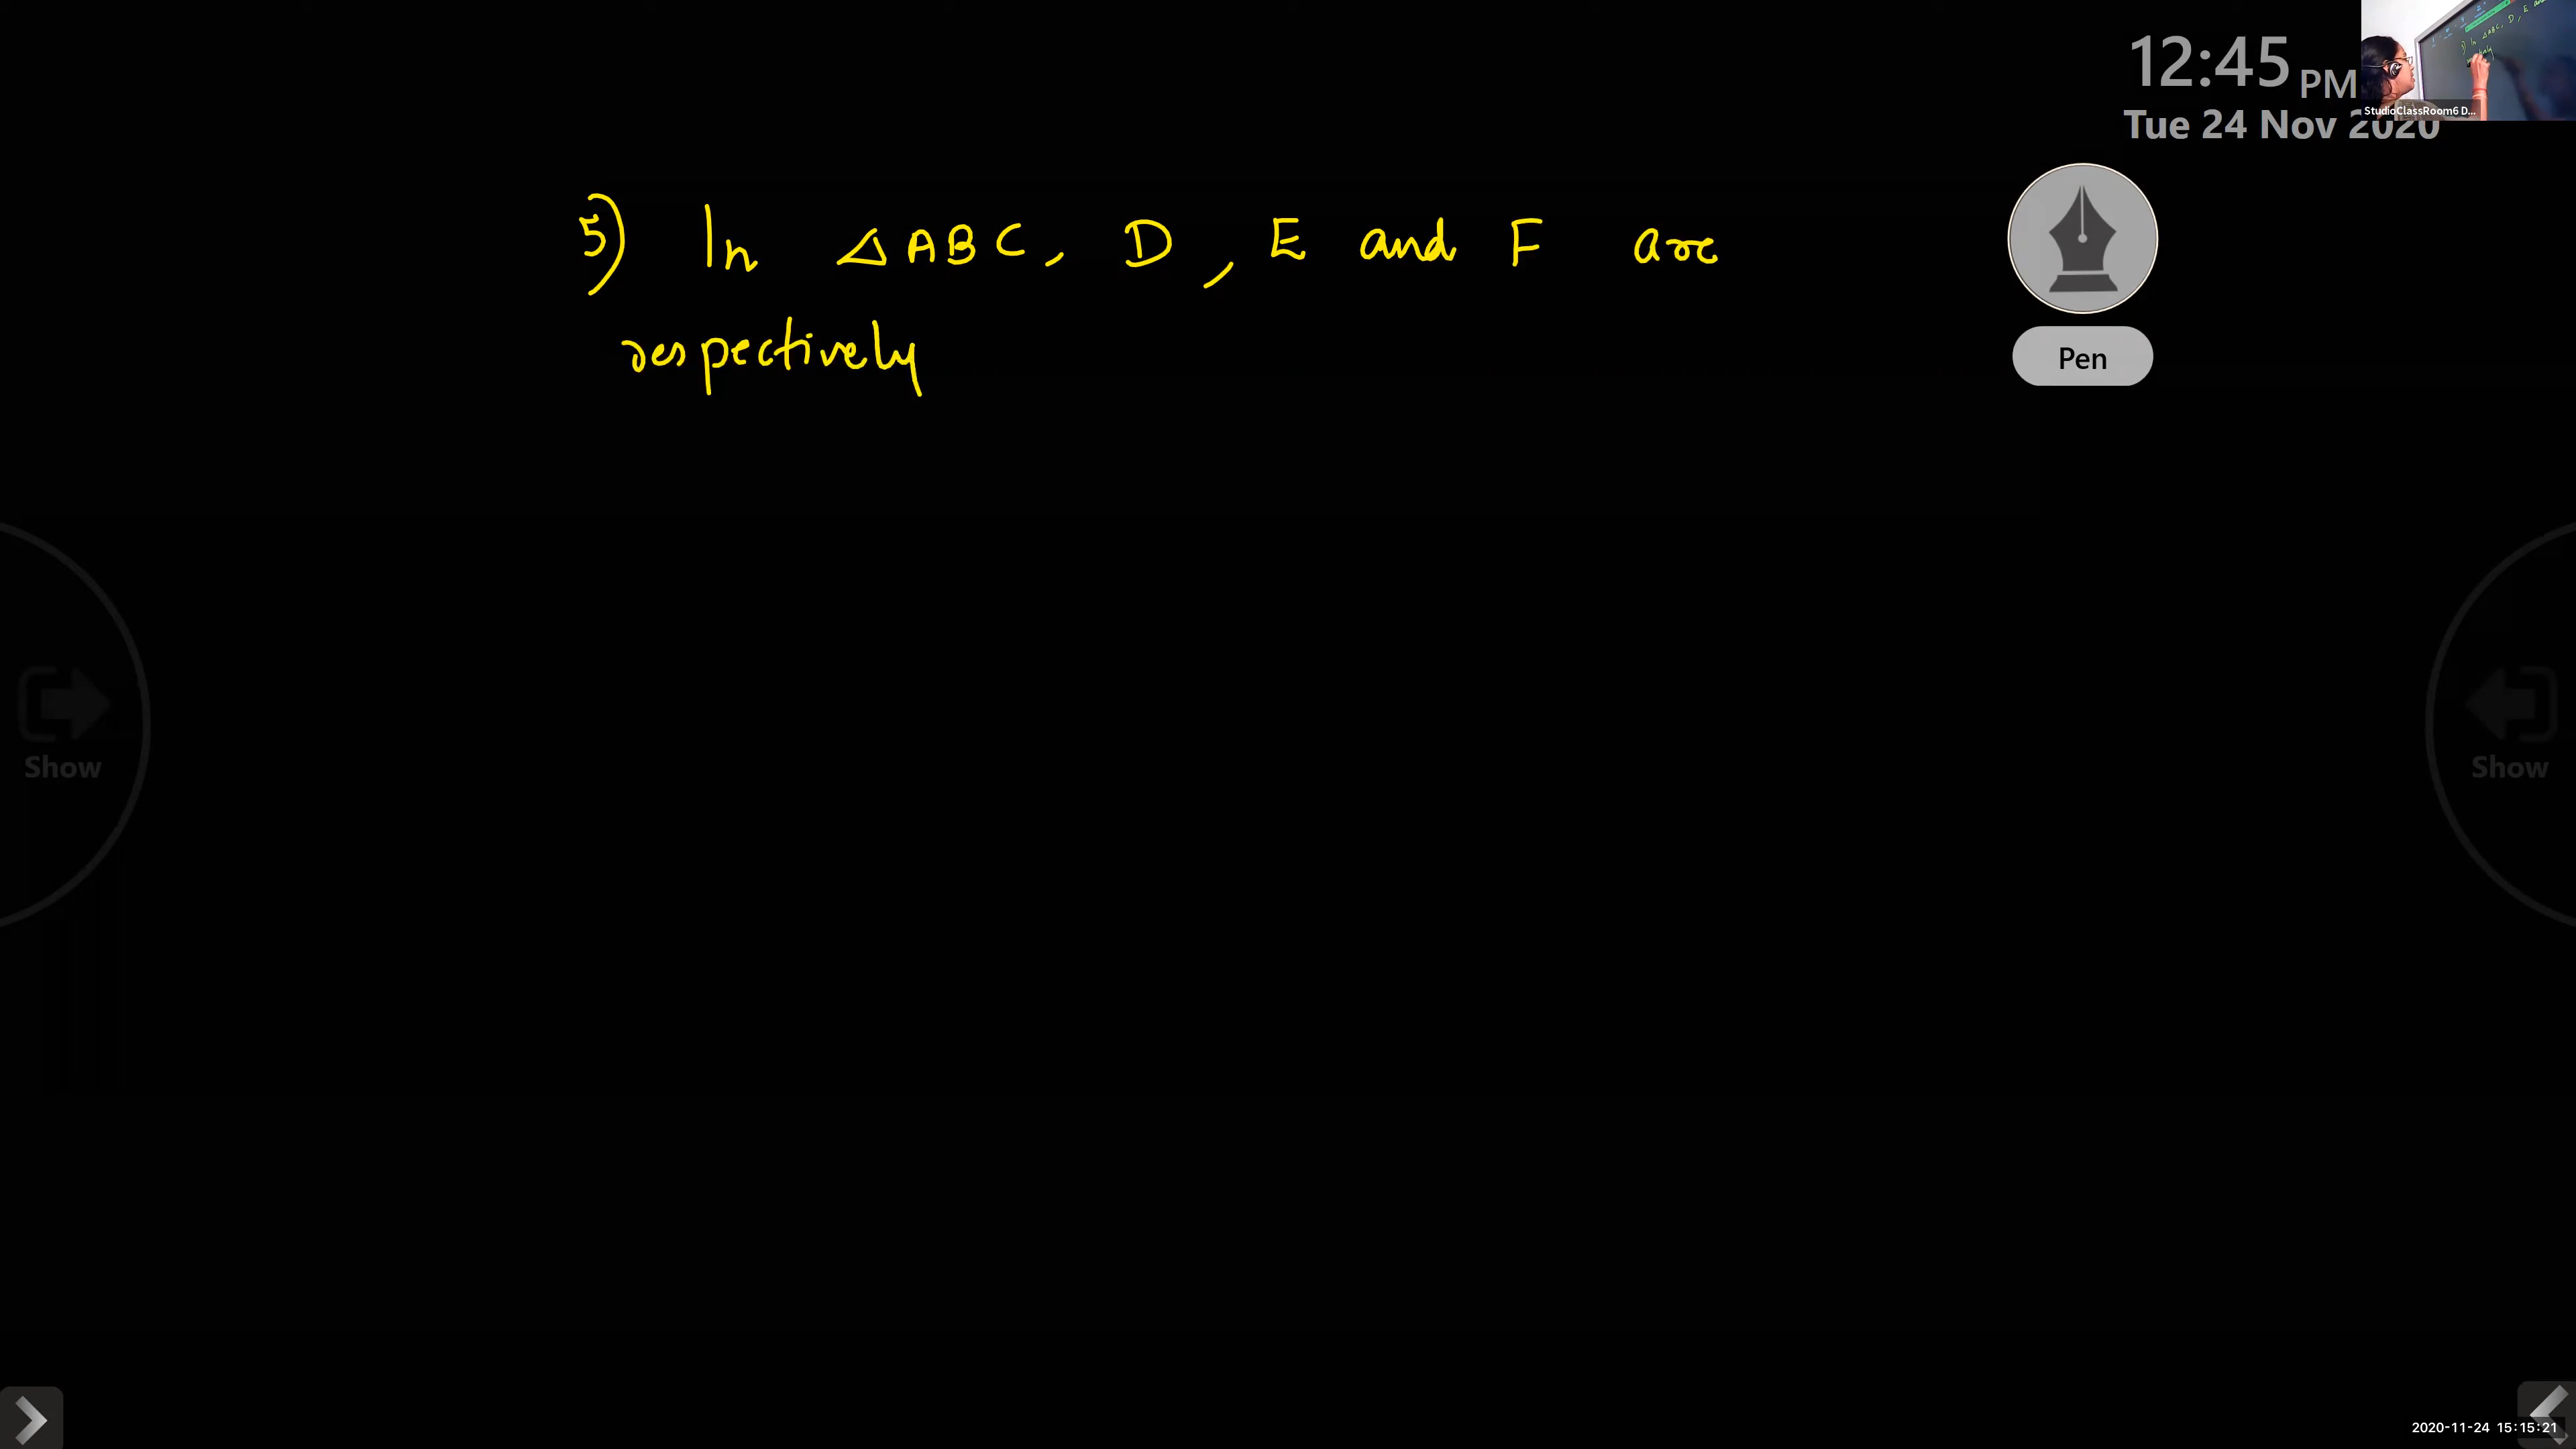 12:45 PM
StudioClassRoom6 D...
Tue 24 Nov 2020
5) In △ABC, D, E and F are
Pen
respectively
Show
Show
2020-11-24 15:15:21